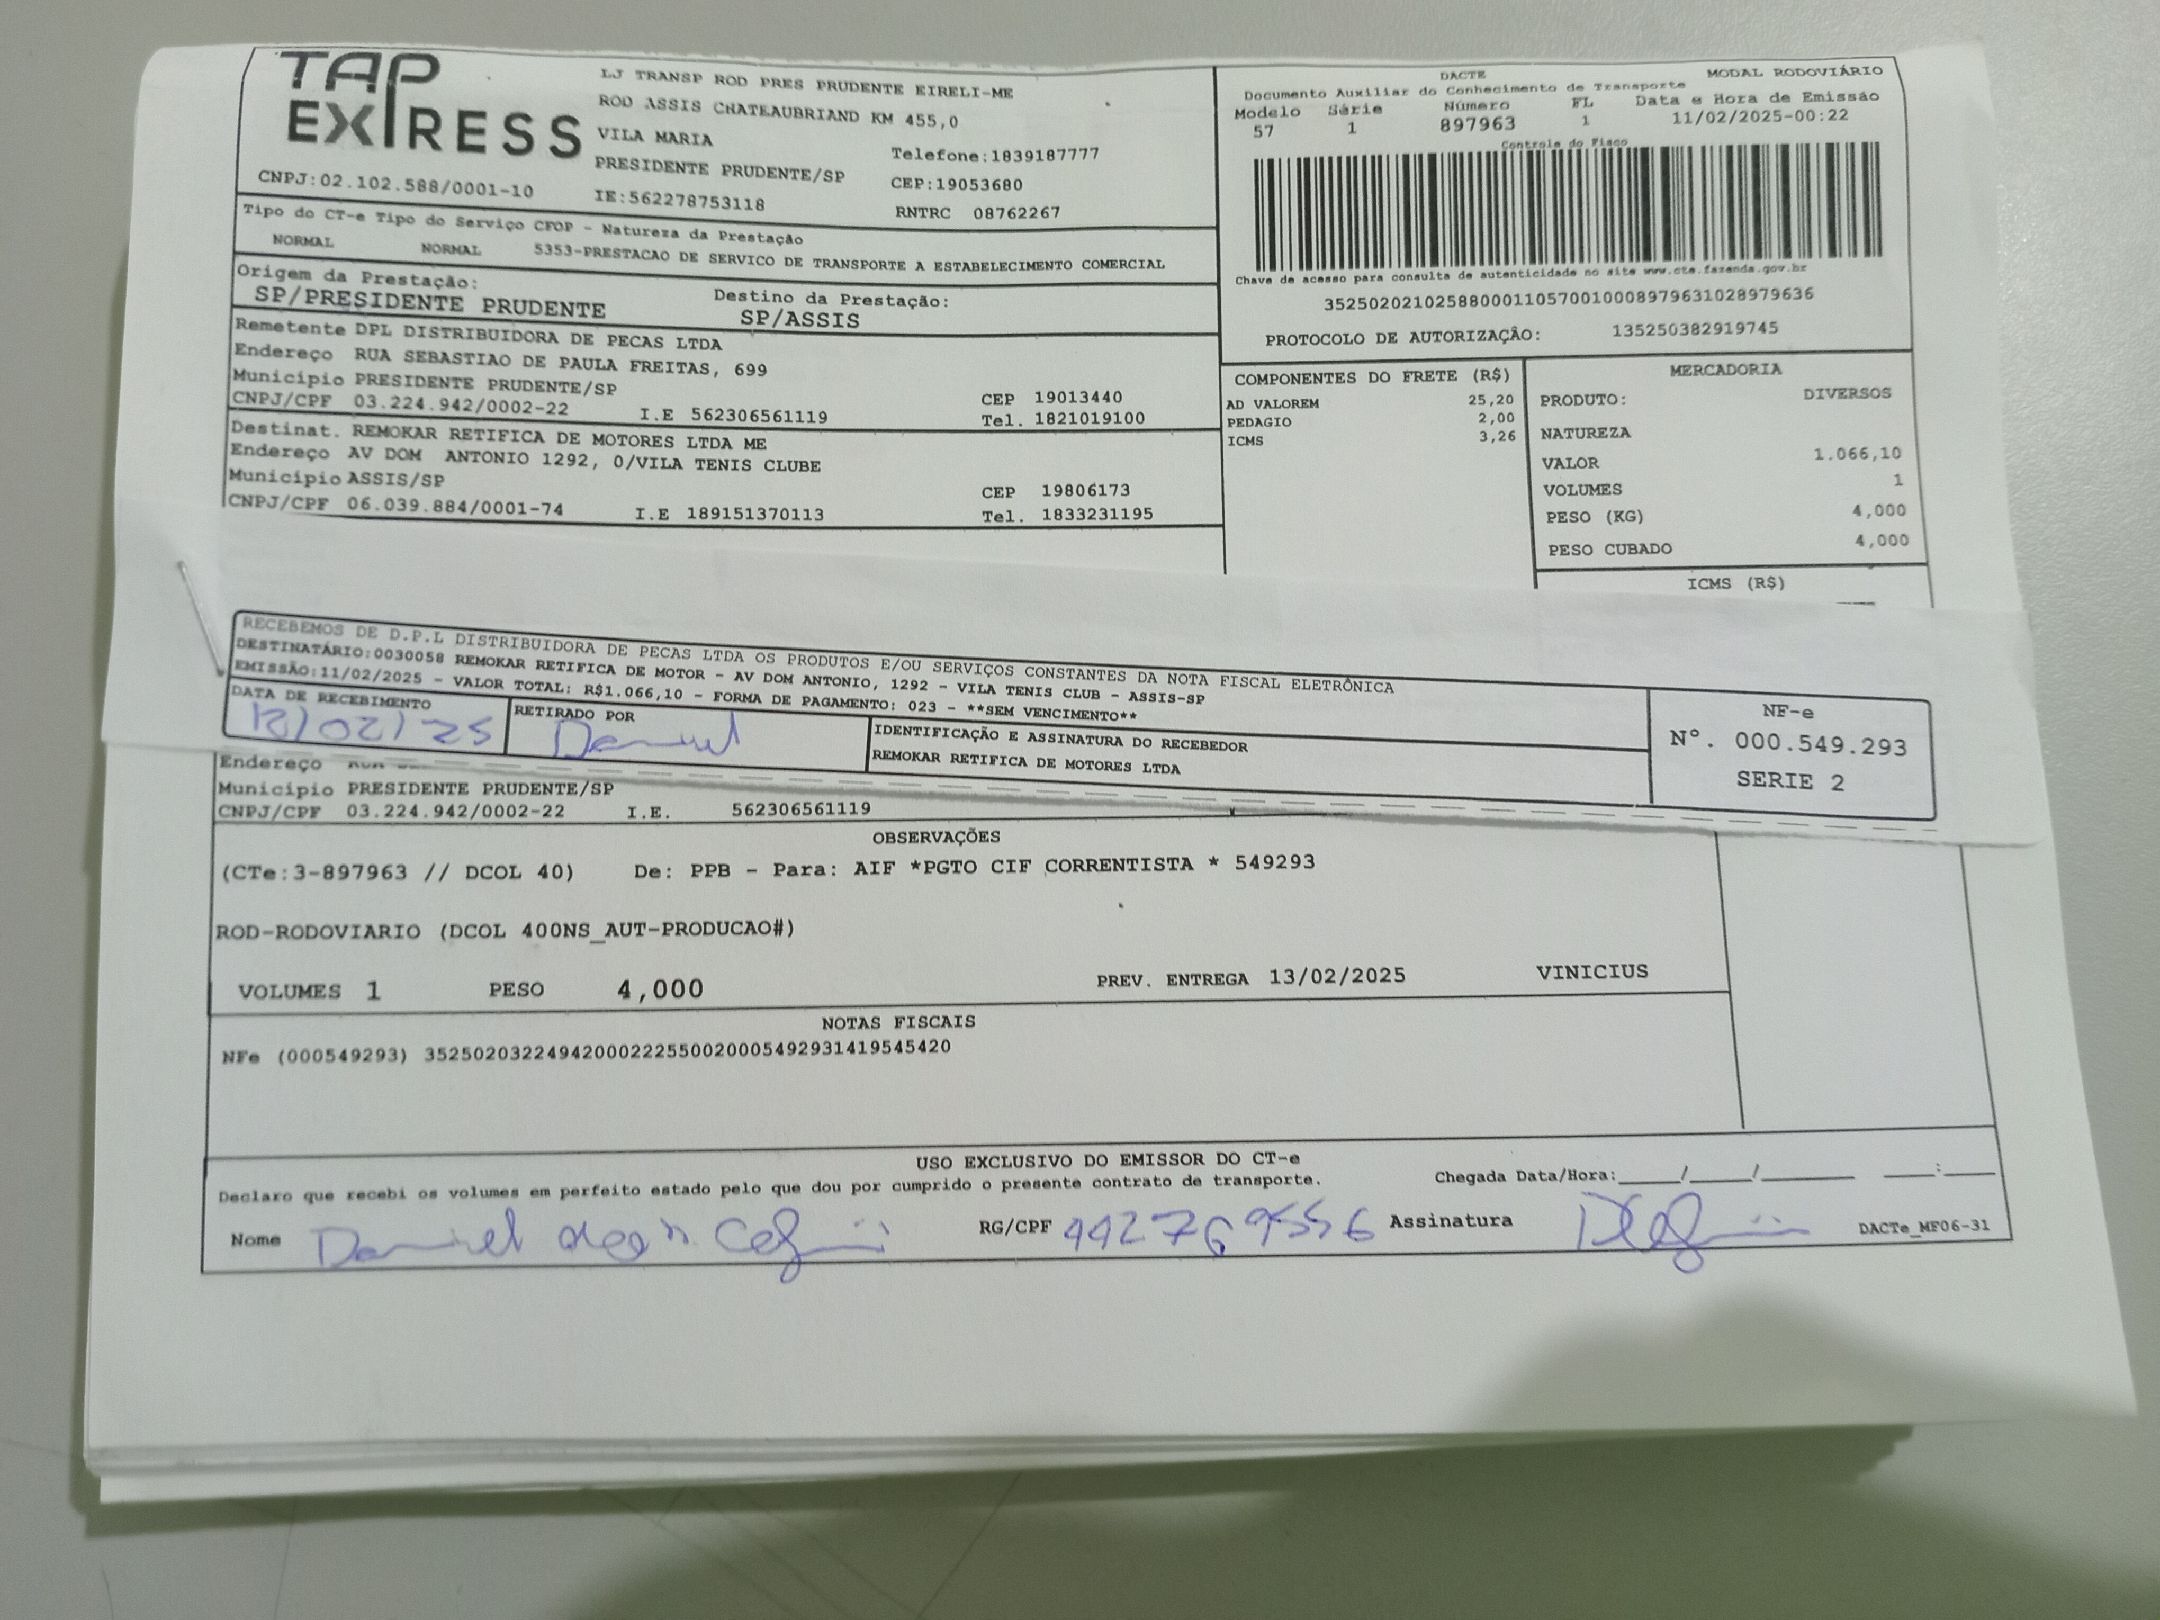 TAP EXPRESS
LJ TRANSP ROD PRES PRUDENTE EIRELI-ME
ROD ASSIS CHATEAUBRIAND KM 455,0
VILA MARIA
Telefone:1839187777
PRESIDENTE PRUDENTE/SP CEP:19053680
CNPJ:02.102.588/0001-10 IE:562278753118 RNTRC 08762267
DACTE MODAL RODOVIÁRIO
Documento Auxiliar do Conhecimento de Transporte
Modelo Série Número FL Data e Hora de Emissão
57 1 897963 1 11/02/2025-00:22
Controle do Fisco
Chave de acesso para consulta de autenticidade no site www.cte.fazenda.gov.br
35250202102588000110570010008979631028979636
PROTOCOLO DE AUTORIZAÇÃO: 135250382919745
Tipo do CT-e Tipo do Serviço CFOP - Natureza da Prestação
NORMAL NORMAL 5353-PRESTACAO DE SERVICO DE TRANSPORTE A ESTABELECIMENTO COMERCIAL
Origem da Prestação: Destino da Prestação:
SP/PRESIDENTE PRUDENTE SP/ASSIS
Remetente DPL DISTRIBUIDORA DE PECAS LTDA
Endereço RUA SEBASTIAO DE PAULA FREITAS, 699
Município PRESIDENTE PRUDENTE/SP CEP 19013440
CNPJ/CPF 03.224.942/0002-22 I.E 562306561119 Tel. 1821019100
Destinat. REMOKAR RETIFICA DE MOTORES LTDA ME
Endereço AV DOM ANTONIO 1292, 0/VILA TENIS CLUBE
Município ASSIS/SP CEP 19806173
CNPJ/CPF 06.039.884/0001-74 I.E 189151370113 Tel. 1833231195
COMPONENTES DO FRETE (R$)
AD VALOREM 25,20
PEDAGIO 2,00
ICMS 3,26
MERCADORIA
PRODUTO: DIVERSOS
NATUREZA
VALOR 1.066,10
VOLUMES 1
PESO (KG) 4,000
PESO CUBADO 4,000
ICMS (R$)
RECEBEMOS DE D.P.L DISTRIBUIDORA DE PECAS LTDA OS PRODUTOS E/OU SERVIÇOS CONSTANTES DA NOTA FISCAL ELETRÔNICA
DESTINATÁRIO:0030058 REMOKAR RETIFICA DE MOTOR - AV DOM ANTONIO, 1292 - VILA TENIS CLUB - ASSIS-SP
EMISSÃO:11/02/2025 - VALOR TOTAL: R$1.066,10 - FORMA DE PAGAMENTO: 023 - **SEM VENCIMENTO**
DATA DE RECEBIMENTO RETIRADO POR IDENTIFICAÇÃO E ASSINATURA DO RECEBEDOR
12/02/25 Daniel REMOKAR RETIFICA DE MOTORES LTDA
NF-e
Nº. 000.549.293
SERIE 2
Endereço
Município PRESIDENTE PRUDENTE/SP
CNPJ/CPF 03.224.942/0002-22 I.E. 562306561119
OBSERVAÇÕES
(CTe:3-897963 // DCOL 40) De: PPB - Para: AIF *PGTO CIF CORRENTISTA * 549293
ROD-RODOVIARIO (DCOL 400NS_AUT-PRODUCAO#)
VOLUMES 1 PESO 4,000 PREV. ENTREGA 13/02/2025 VINICIUS
NOTAS FISCAIS
NFe (000549293) 35250203224942000222550020005492931419545420
USO EXCLUSIVO DO EMISSOR DO CT-e
Declaro que recebi os volumes em perfeito estado pelo que dou por cumprido o presente contrato de transporte. Chegada Data/Hora:____/____/______ ____:____
Nome Daniel RG/CPF 442769556 Assinatura DACTe_MF06-31